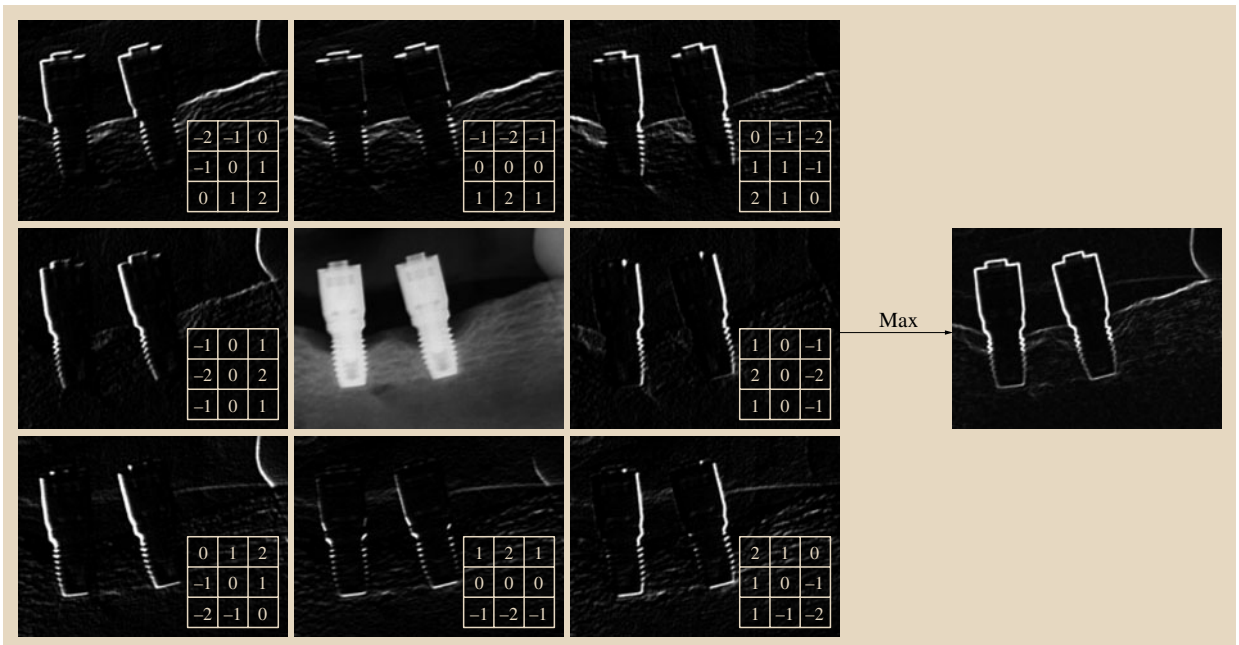 –2 –1 0
–1 0 1
0 1 2
–1 –2 –1
0 0 0
1 2 1
0 –1 –2
1 1 –1
2 1 0
–1 0 1
–2 0 2
–1 0 1
1 0 –1
2 0 –2
1 0 –1
Max
0 1 2
–1 0 1
–2 –1 0
1 2 1
0 0 0
–1 –2 –1
2 1 0
1 0 –1
1 –1 –2